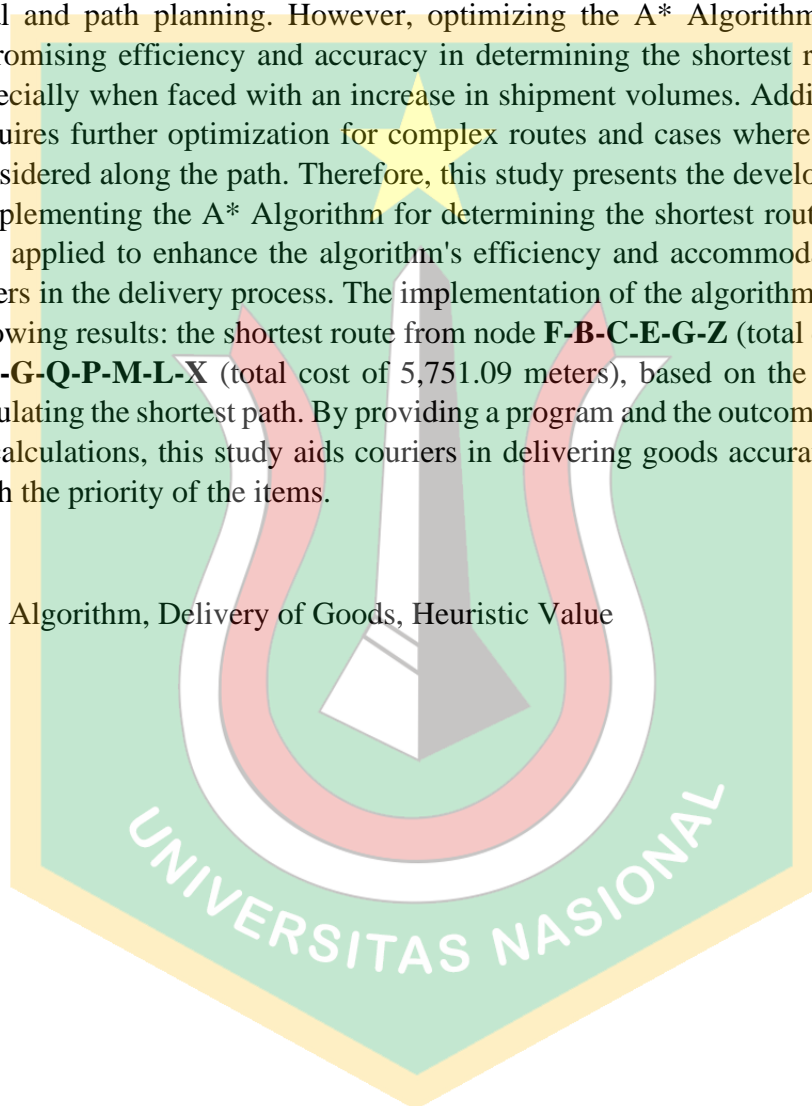 l and path planning. However, optimizing the A* Algorithm
romising efficiency and accuracy in determining the shortest r
ecially when faced with an increase in shipment volumes. Addi
uires further optimization for complex routes and cases where
sidered along the path. Therefore, this study presents the develo
plementing the A* Algorithm for determining the shortest rout
applied to enhance the algorithm's efficiency and accommoda
ers in the delivery process. The implementation of the algorithm
owing results: the shortest route from node F-B-C-E-G-Z (total
-G-Q-P-M-L-X (total cost of 5,751.09 meters), based on the
ulating the shortest path. By providing a program and the outcom
calculations, this study aids couriers in delivering goods accura
h the priority of the items.
Algorithm, Delivery of Goods, Heuristic Value
UNIVERSITAS NASIONAL